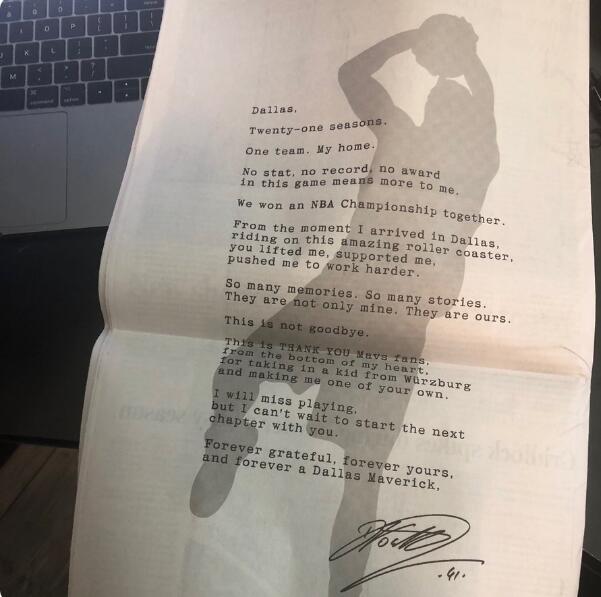 Dallas,
Twenty-one seasons.
One team. My home.
No stat, no record, no award
in this game means more to me.
We won an NBA Championship together.
From the moment I arrived in Dallas,
riding on this amazing roller coaster,
you lifted me, supported me,
pushed me to work harder.
So many memories. So many stories.
They are not only mine. They are ours.
This is not goodbye.
This is THANK YOU Mavs fans,
from the bottom of my heart,
for taking in a kid from Würzburg
and making me one of your own.
I will miss playing,
but I can't wait to start the next
chapter with you.
Forever grateful, forever yours,
and forever a Dallas Maverick,
.41.